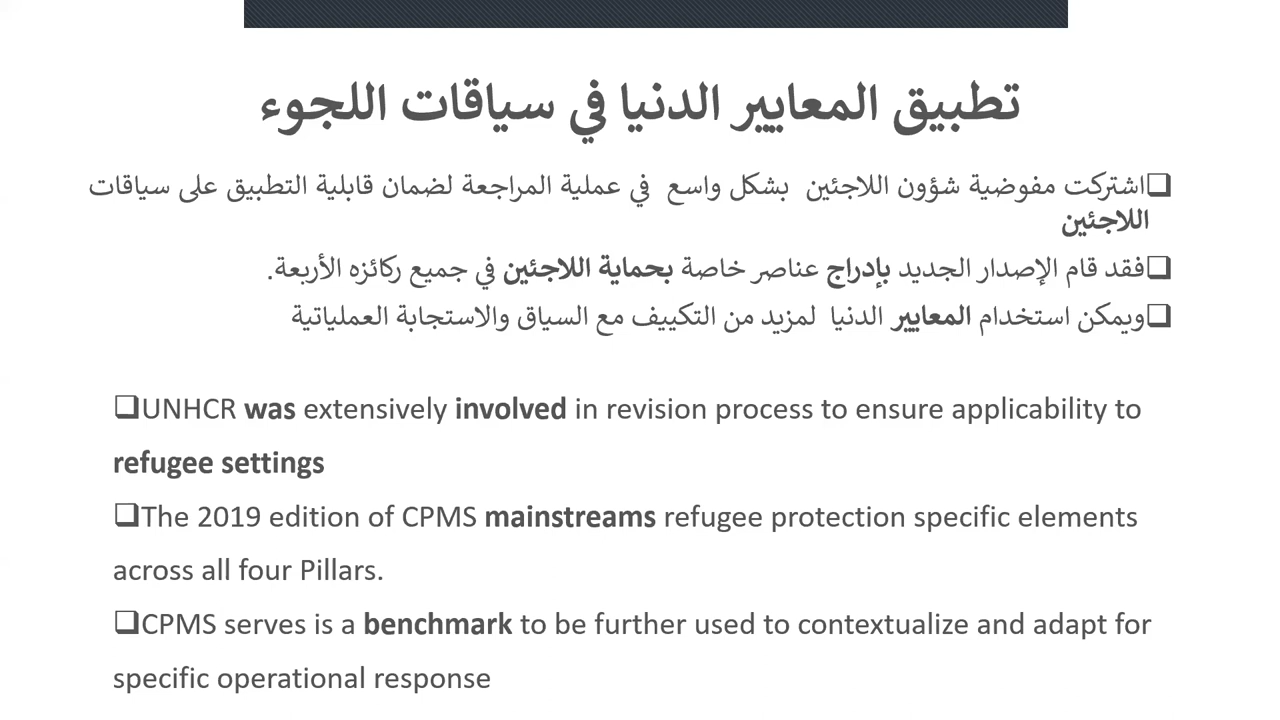 تطبيق المعايير الدنيا في سياقات اللجوء
❑اشتركت مفوضية شؤون اللاجئين بشكل واسع في عملية المراجعة لضمان قابلية التطبيق على سياقات
اللاجئين
❑فقد قام الإصدار الجديد بإدراج عناصر خاصة بحماية اللاجئين في جميع ركائزه الأربعة.
❑ويمكن استخدام المعايير الدنيا لمزيد من التكييف مع السياق والاستجابة العملياتية
❑UNHCR was extensively involved in revision process to ensure applicability to
refugee settings
❑The 2019 edition of CPMS mainstreams refugee protection specific elements
across all four Pillars.
❑CPMS serves is a benchmark to be further used to contextualize and adapt for
specific operational response